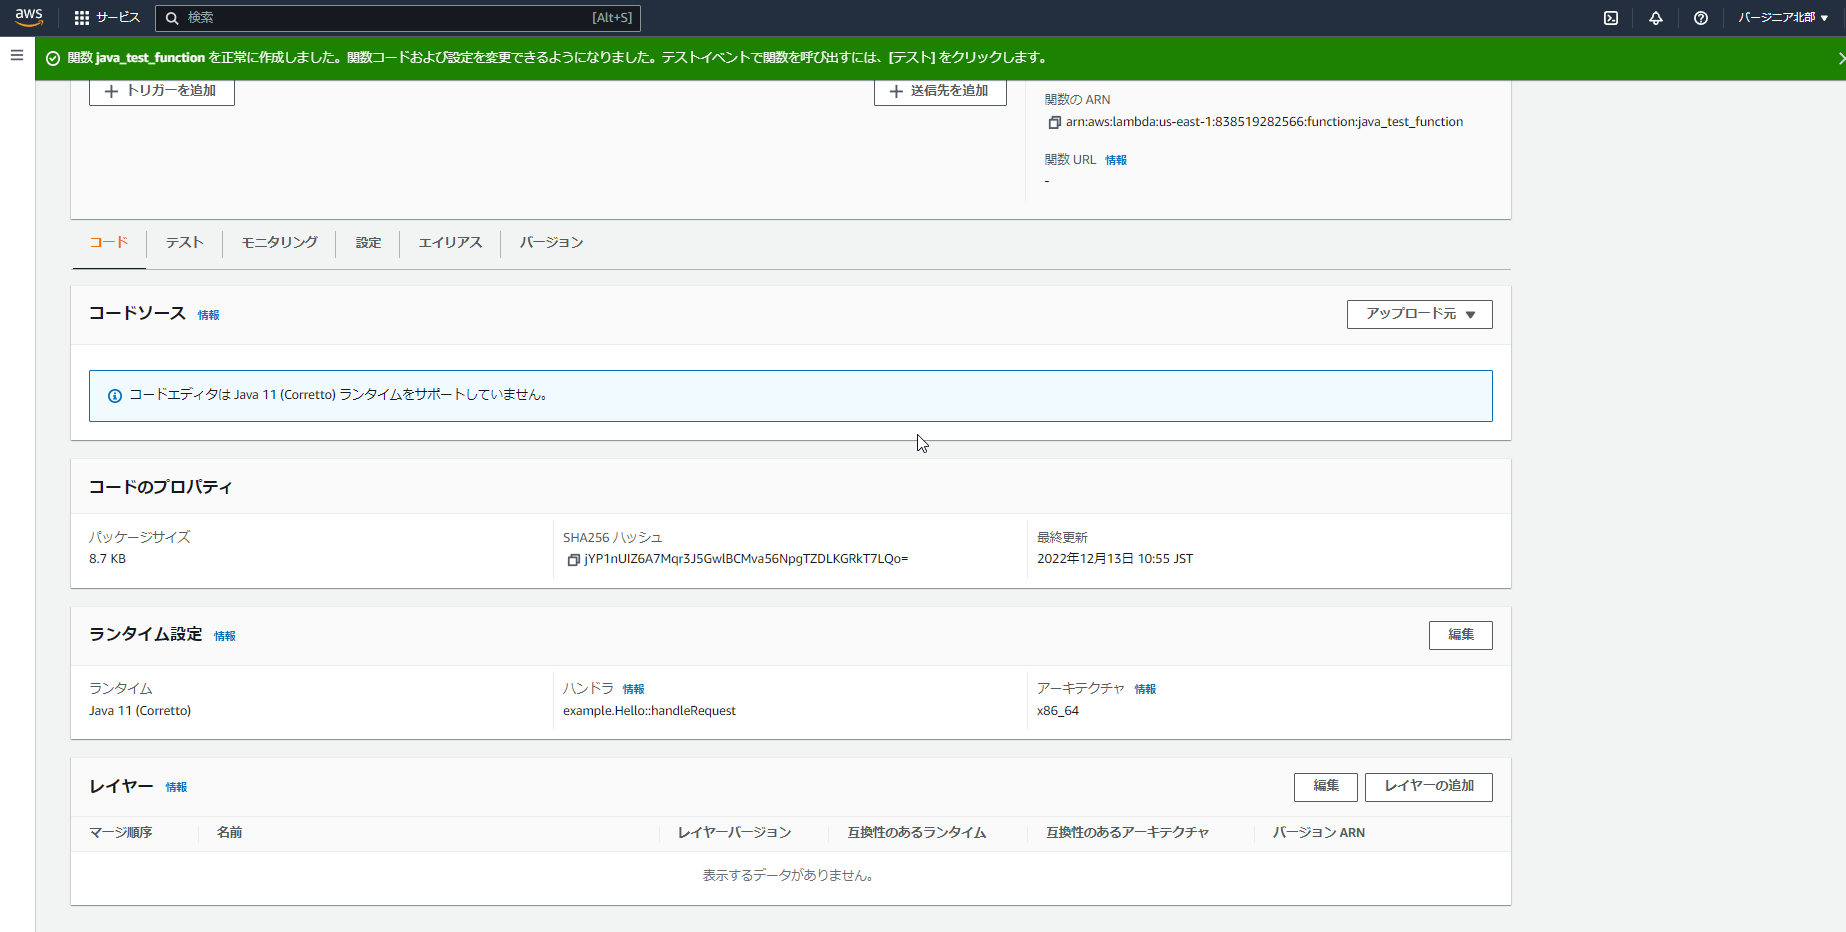 aws
サービス
検索
[Alt+S]
バージニア北部 ▼
関数 java_test_function を正常に作成しました。関数コードおよび設定を変更できるようになりました。テストイベントで関数を呼び出すには、[テスト] をクリックします。
トリガーを追加
送信先を追加
関数の ARN
arn:aws:lambda:us-east-1:838519282566:function:java_test_function
関数 URL 情報
-
コード
テスト
モニタリング
設定
エイリアス
バージョン
コードソース 情報
アップロード元 ▼
コードエディタは Java 11 (Corretto) ランタイムをサポートしていません。
コードのプロパティ
パッケージサイズ
8.7 KB
SHA256 ハッシュ
jYP1nUIZ6A7Mqr3J5GwlBCMva56NpgTZDLKGRkT7LQo=
最終更新
2022年12月13日 10:55 JST
ランタイム設定 情報
編集
ランタイム
Java 11 (Corretto)
ハンドラ 情報
example.Hello::handleRequest
アーキテクチャ 情報
x86_64
レイヤー 情報
編集
レイヤーの追加
マージ順序
名前
レイヤーバージョン
互換性のあるランタイム
互換性のあるアーキテクチャ
バージョン ARN
表示するデータがありません。